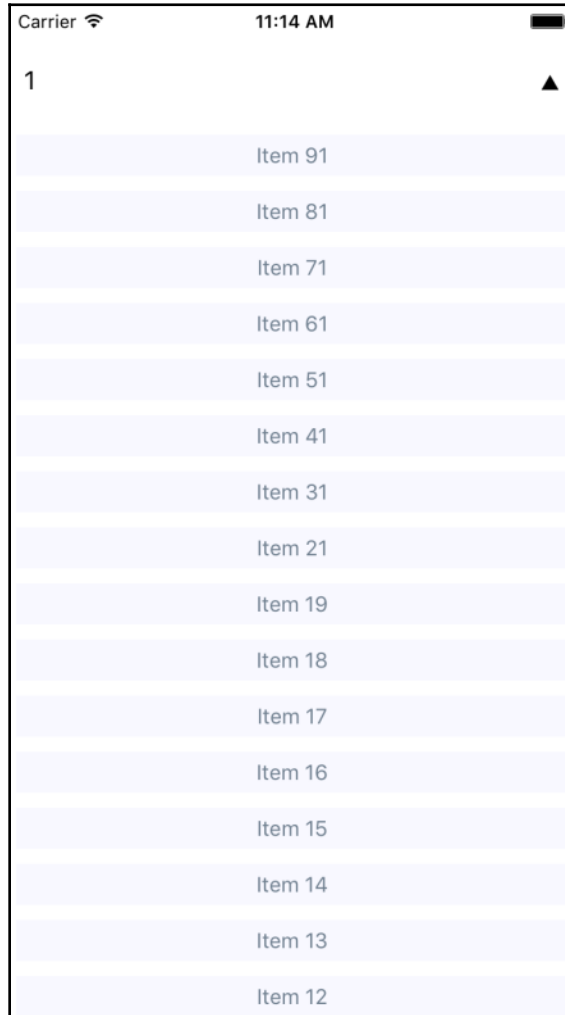 Carrier 11:14 AM
1 ▲
Item 91
Item 81
Item 71
Item 61
Item 51
Item 41
Item 31
Item 21
Item 19
Item 18
Item 17
Item 16
Item 15
Item 14
Item 13
Item 12